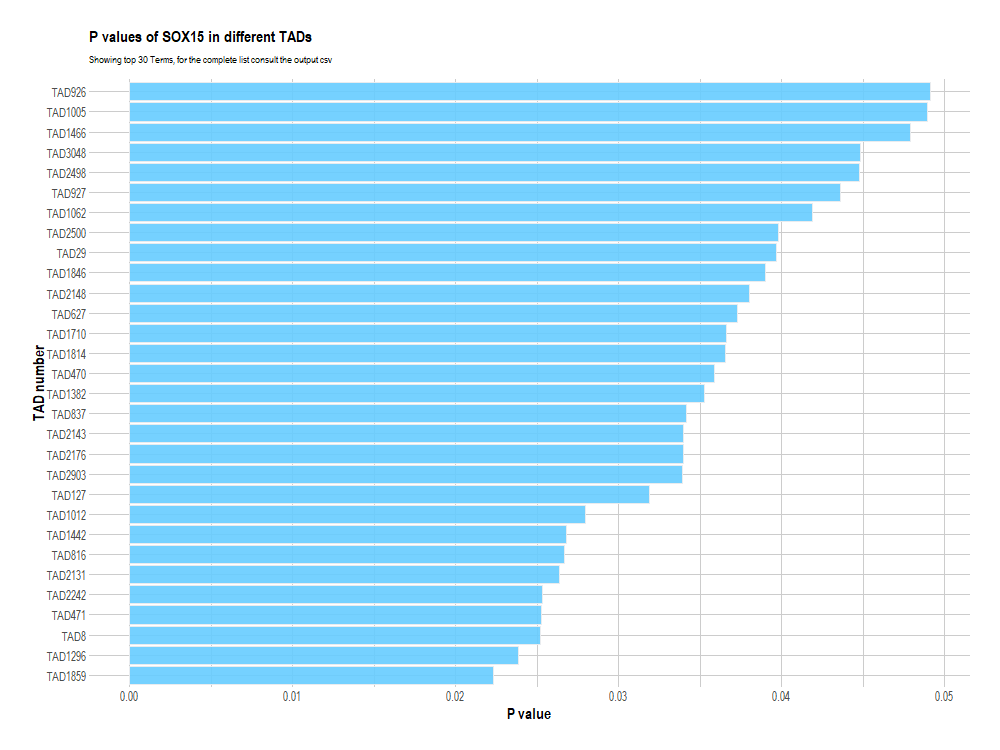 P values of SOX15 in different TADs
Showing top 30 Terms, for the complete list consult the output csv
TAD number
TAD926
TAD1005
TAD1466
TAD3048
TAD2498
TAD927
TAD1062
TAD2500
TAD29
TAD1846
TAD2148
TAD627
TAD1710
TAD1814
TAD470
TAD1382
TAD837
TAD2143
TAD2176
TAD2903
TAD127
TAD1012
TAD1442
TAD816
TAD2131
TAD2242
TAD471
TAD8
TAD1296
TAD1859
0.00 0.01 0.02 0.03 0.04 0.05
P value